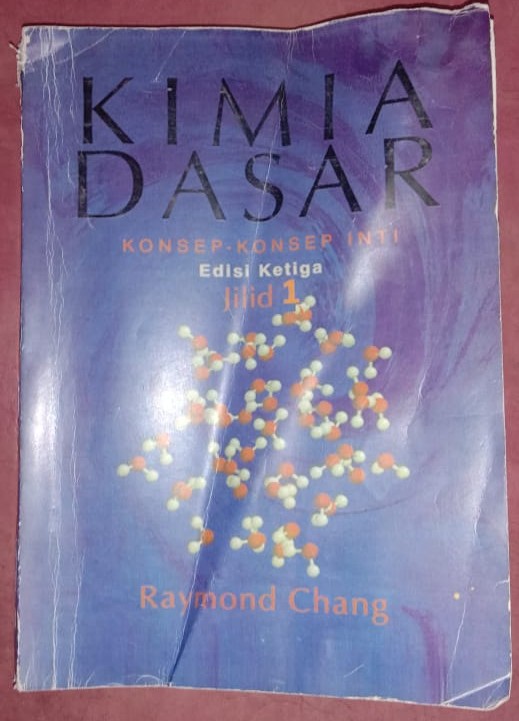 KIMIA
DASAR
KONSEP-KONSEP INTI
Edisi Ketiga
Jilid 1
Raymond Chang